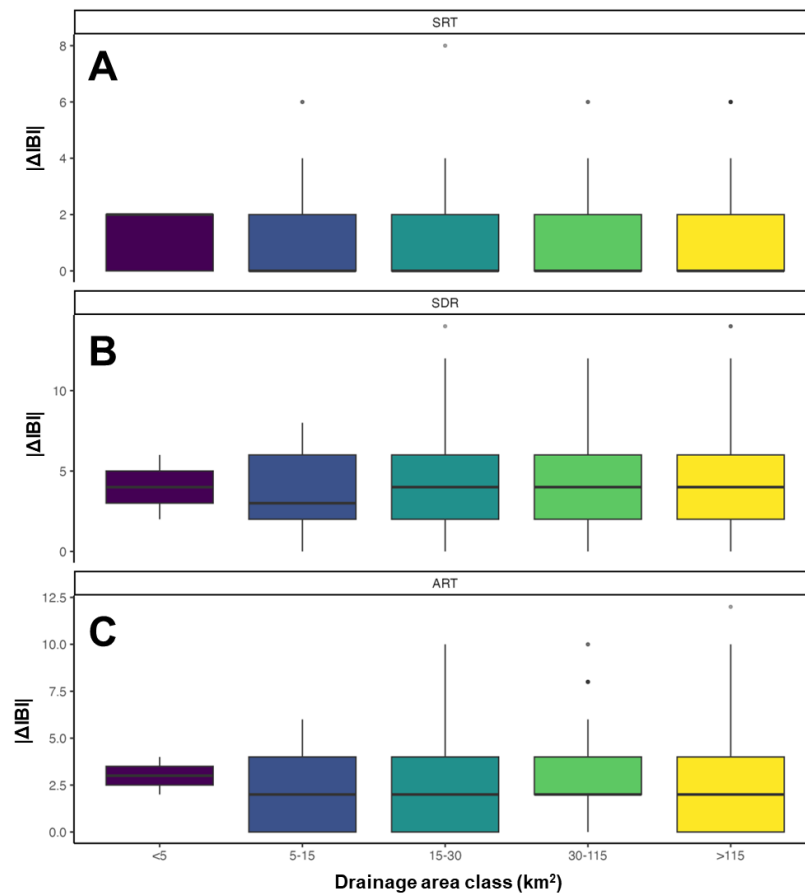 SRT
A
|ΔIBI|
8
6
4
2
0
SDR
B
|ΔIBI|
10
5
0
ART
C
|ΔIBI|
12.5
10.0
7.5
5.0
2.5
0.0
<5 5-15 15-30 30-115 >115
Drainage area class (km²)